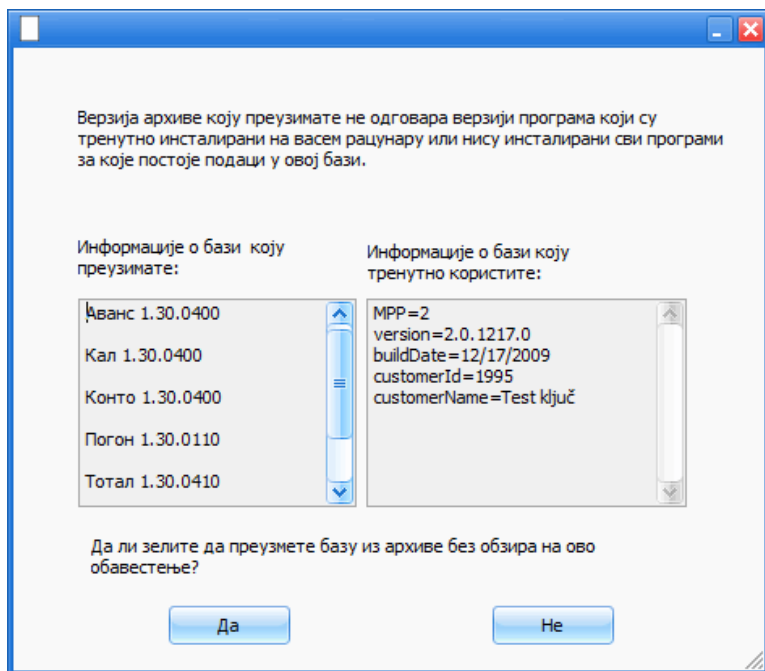 Верзија архиве коју преузимате не одговара верзији програма који су
тренутно инсталирани на васем рацунару или нису инсталирани сви програми
за које постоје подаци у овој бази.
Информације о бази коју
преузимате:
Аванс 1.30.0400
Кал 1.30.0400
Конто 1.30.0400
Погон 1.30.0110
Тотал 1.30.0410
Информације о бази коју
тренутно користите:
MPP=2
version=2.0.1217.0
buildDate=12/17/2009
customerId=1995
customerName=Test ključ
Да ли зелите да преузмете базу из архиве без обзира на ово
обавестење?
Да
Не